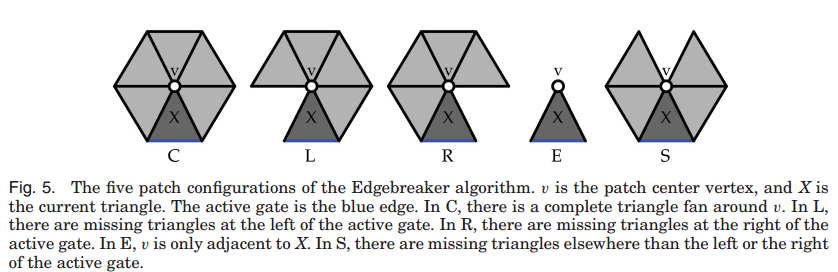 v v v v v
X X X X X
C L R E S
Fig. 5. The five patch configurations of the Edgebreaker algorithm. v is the patch center vertex, and X is
the current triangle. The active gate is the blue edge. In C, there is a complete triangle fan around v. In L,
there are missing triangles at the left of the active gate. In R, there are missing triangles at the right of the
active gate. In E, v is only adjacent to X. In S, there are missing triangles elsewhere than the left or the right
of the active gate.